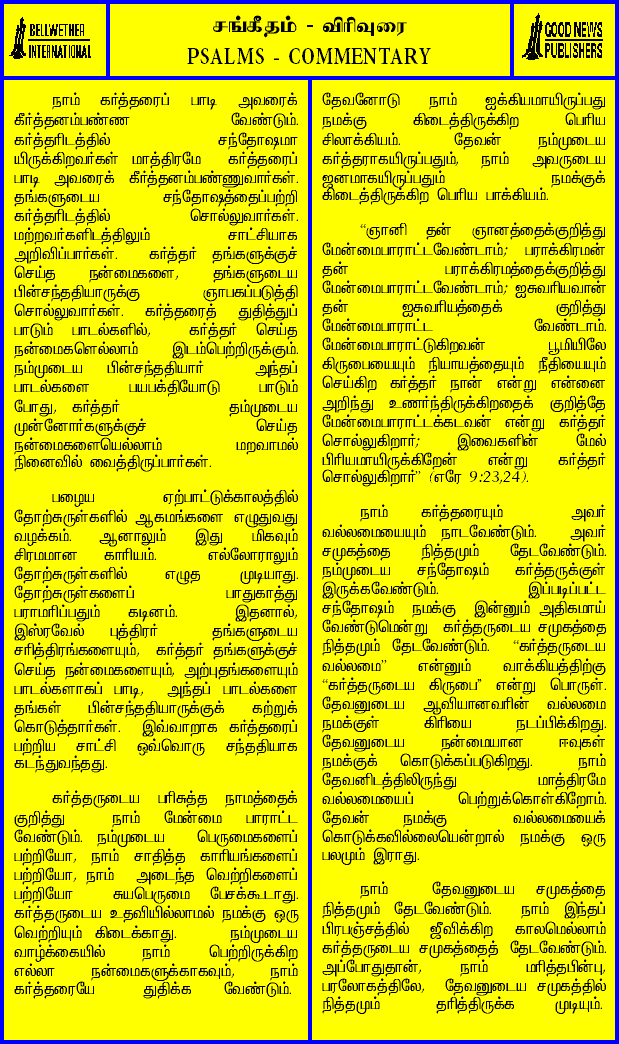 BELLWETHER
INTERNATIONAL
சங்கீதம் - விரிவுரை
PSALMS - COMMENTARY
GOOD NEWS
PUBLISHERS
நாம் கர்த்தரைப் பாடி அவரைக்
கீர்த்தனம்பண்ண வேண்டும்.
கர்த்தரிடத்தில் சந்தோஷமா
யிருக்கிறவர்கள் மாத்திரமே கர்த்தரைப்
பாடி அவரைக் கீர்த்தனம்பண்ணுவார்கள்.
தங்களுடைய சந்தோஷத்தைப்பற்றி
கர்த்தரிடத்தில் சொல்லுவார்கள்.
மற்றவர்களிடத்திலும் சாட்சியாக
அறிவிப்பார்கள். கர்த்தர் தங்களுக்குச்
செய்த நன்மைகளை, தங்களுடைய
பின்சந்ததியாருக்கு ஞாபகப்படுத்தி
சொல்லுவார்கள். கர்த்தரைத் துதித்துப்
பாடும் பாடல்களில், கர்த்தர் செய்த
நன்மைகளெல்லாம் இடம்பெற்றிருக்கும்.
நம்முடைய பின்சந்ததியார் அந்தப்
பாடல்களை பயபக்தியோடு பாடும்
போது, கர்த்தர் தம்முடைய
முன்னோர்களுக்குச் செய்த
நன்மைகளையெல்லாம் மறவாமல்
நினைவில் வைத்திருப்பார்கள்.
பழைய ஏற்பாட்டுக்காலத்தில்
தோற்சுருள்களில் ஆகமங்களை எழுதுவது
வழக்கம். ஆனாலும் இது மிகவும்
சிரமமான காரியம். எல்லோராலும்
தோற்சுருள்களில் எழுத முடியாது.
தோற்சுருள்களைப் பாதுகாத்து
பராமரிப்பதும் கடினம். இதனால்,
இஸ்ரவேல் புத்திரர் தங்களுடைய
சரித்திரங்களையும், கர்த்தர் தங்களுக்குச்
செய்த நன்மைகளையும், அற்புதங்களையும்
பாடல்களாகப் பாடி, அந்தப் பாடல்களை
தங்கள் பின்சந்ததியாருக்குக் கற்றுக்
கொடுத்தார்கள். இவ்வாறாக கர்த்தரைப்
பற்றிய சாட்சி ஒவ்வொரு சந்ததியாக
கடந்துவந்தது.
கர்த்தருடைய பரிசுத்த நாமத்தைக்
குறித்து நாம் மேன்மை பாராட்ட
வேண்டும். நம்முடைய பெருமைகளைப்
பற்றியோ, நாம் சாதித்த காரியங்களைப்
பற்றியோ, நாம் அடைந்த வெற்றிகளைப்
பற்றியோ சுயபெருமை பேசக்கூடாது.
கர்த்தருடைய உதவியில்லாமல் நமக்கு ஒரு
வெற்றியும் கிடைக்காது. நம்முடைய
வாழ்க்கையில் நாம் பெற்றிருக்கிற
எல்லா நன்மைகளுக்காகவும், நாம்
கர்த்தரையே துதிக்க வேண்டும்.
தேவனோடு நாம் ஐக்கியமாயிருப்பது
நமக்கு கிடைத்திருக்கிற பெரிய
சிலாக்கியம். தேவன் நம்முடைய
கர்த்தராகயிருப்பதும், நாம் அவருடைய
ஜனமாகயிருப்பதும் நமக்குக்
கிடைத்திருக்கிற பெரிய பாக்கியம்.
“ஞானி தன் ஞானத்தைக்குறித்து
மேன்மைபாராட்டவேண்டாம்; பராக்கிரமன்
தன் பராக்கிரமத்தைக்குறித்து
மேன்மைபாராட்டவேண்டாம்; ஐசுவரியவான்
தன் ஐசுவரியத்தைக் குறித்து
மேன்மைபாராட்ட வேண்டாம்.
மேன்மைபாராட்டுகிறவன் பூமியிலே
கிருபையையும் நியாயத்தையும் நீதியையும்
செய்கிற கர்த்தர் நான் என்று என்னை
அறிந்து உணர்ந்திருக்கிறதைக் குறித்தே
மேன்மைபாராட்டக்கடவன் என்று கர்த்தர்
சொல்லுகிறார்; இவைகளின் மேல்
பிரியமாயிருக்கிறேன் என்று கர்த்தர்
சொல்லுகிறார்” (எரே 9:23,24).
நாம் கர்த்தரையும் அவர்
வல்லமையையும் நாடவேண்டும். அவர்
சமுகத்தை நித்தமும் தேடவேண்டும்.
நம்முடைய சந்தோஷம் கர்த்தருக்குள்
இருக்கவேண்டும். இப்படிப்பட்ட
சந்தோஷம் நமக்கு இன்னும் அதிகமாய்
வேண்டுமென்று கர்த்தருடைய சமுகத்தை
நித்தமும் தேடவேண்டும். “கர்த்தருடைய
வல்லமை” என்னும் வாக்கியத்திற்கு
“கர்த்தருடைய கிருபை” என்று பொருள்.
தேவனுடைய ஆவியானவரின் வல்லமை
நமக்குள் கிரியை நடப்பிக்கிறது.
தேவனுடைய நன்மையான ஈவுகள்
நமக்குக் கொடுக்கப்படுகிறது. நாம்
தேவனிடத்திலிருந்து மாத்திரமே
வல்லமையைப் பெற்றுக்கொள்கிறோம்.
தேவன் நமக்கு வல்லமையைக்
கொடுக்கவில்லையென்றால் நமக்கு ஒரு
பலமும் இராது.
நாம் தேவனுடைய சமுகத்தை
நித்தமும் தேடவேண்டும். நாம் இந்தப்
பிரபஞ்சத்தில் ஜீவிக்கிற காலமெல்லாம்
கர்த்தருடைய சமுகத்தைத் தேடவேண்டும்.
அப்போதுதான், நாம் மரித்தபின்பு,
பரலோகத்திலே, தேவனுடைய சமுகத்தில்
நித்தமும் தரித்திருக்க முடியும்.